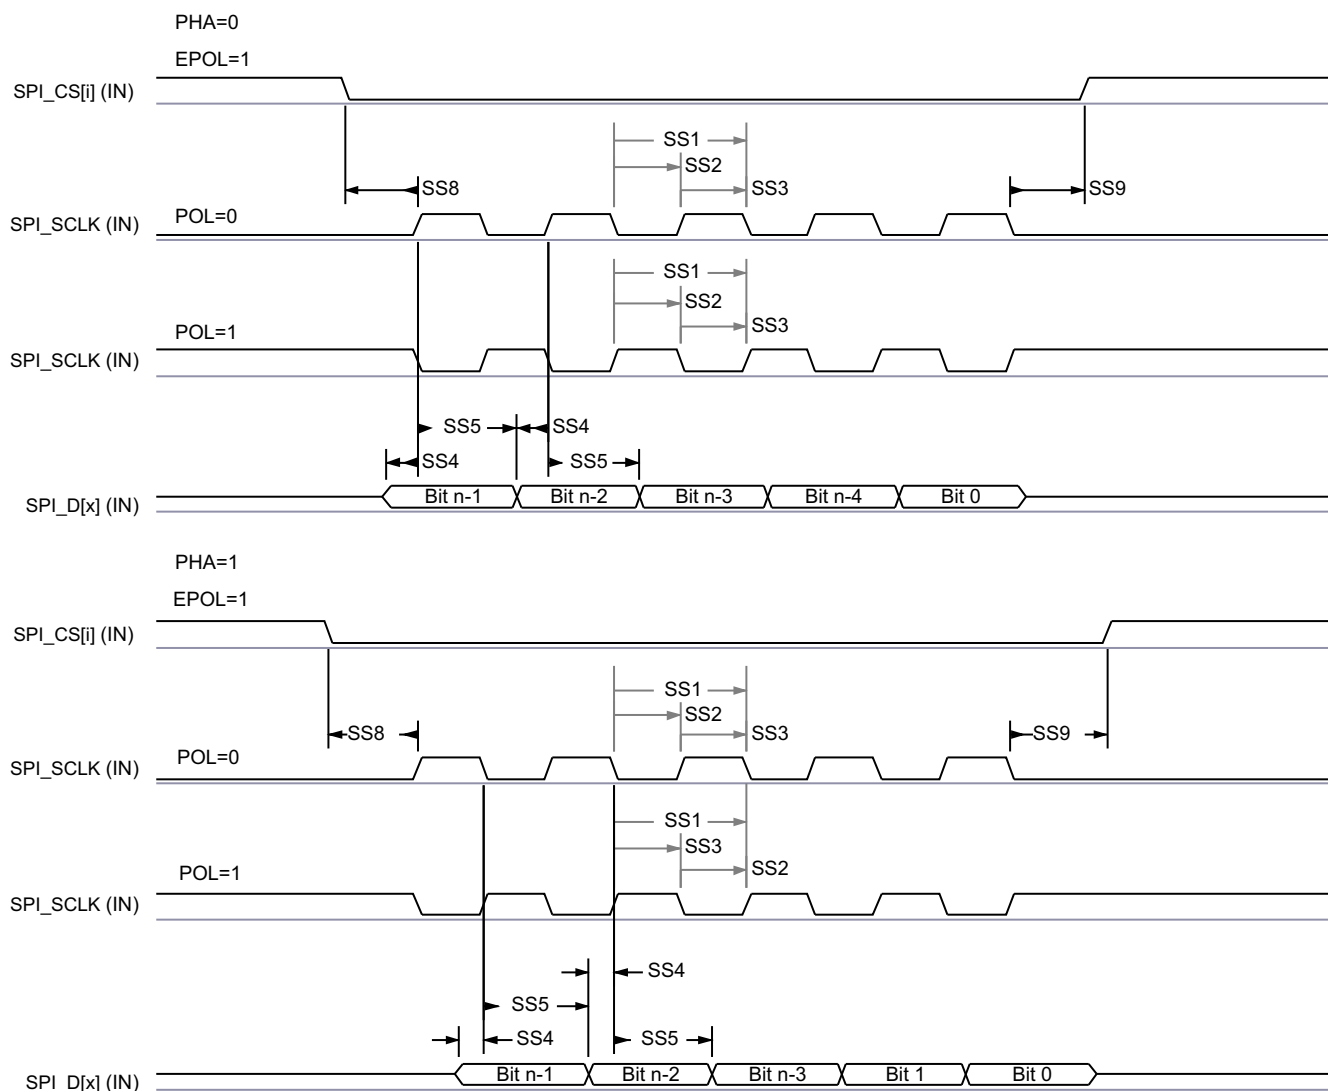 PHA=0
EPOL=1
SPI_CS[i] (IN)
SS1
SS2
SS8
SS3
SS9
POL=0
SPI_SCLK (IN)
SS1
SS2
SS3
POL=1
SPI_SCLK (IN)
SS5
SS4
SS4
SS5
Bit n-1
Bit n-2
Bit n-3
Bit n-4
Bit 0
SPI_D[x] (IN)
PHA=1
EPOL=1
SPI_CS[i] (IN)
SS1
SS2
SS8
SS3
SS9
POL=0
SPI_SCLK (IN)
SS1
SS3
SS2
POL=1
SPI_SCLK (IN)
SS4
SS5
SS4
SS5
Bit n-1
Bit n-2
Bit n-3
Bit 1
Bit 0
SPI_D[x] (IN)